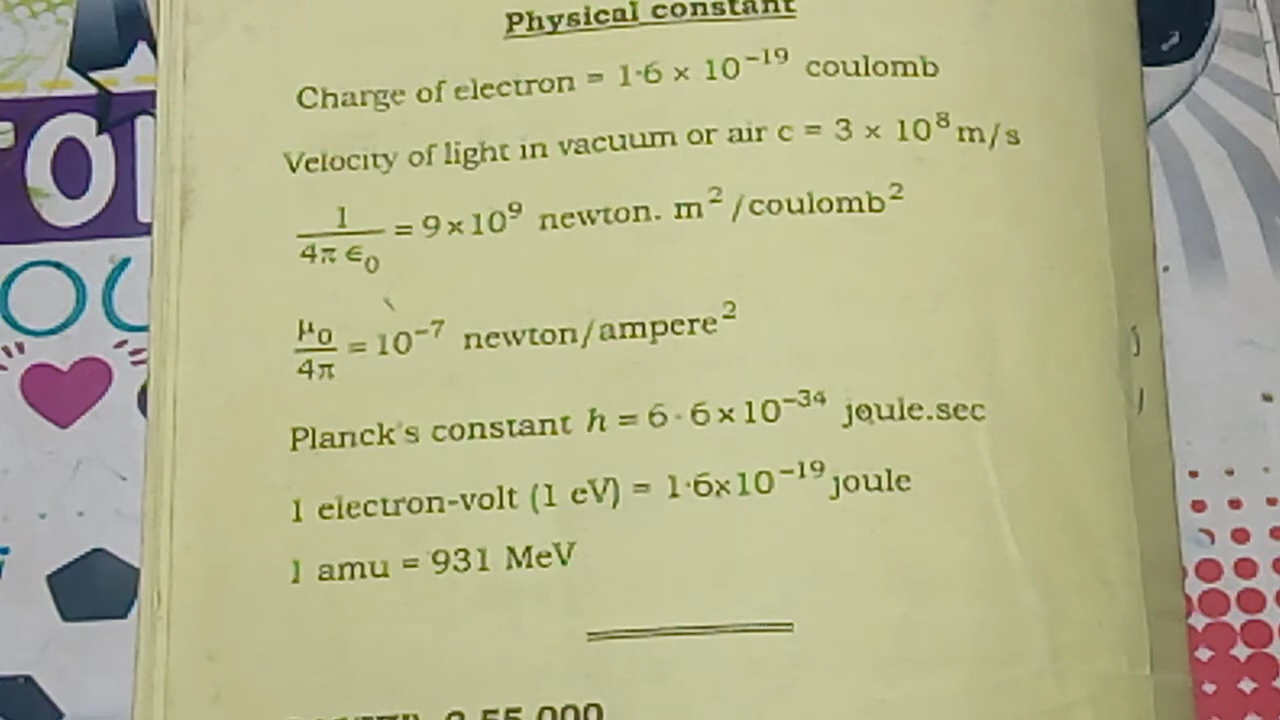 Physical constant
Charge of electron = 1·6 × 10⁻¹⁹ coulomb
Velocity of light in vacuum or air c = 3 × 10⁸ m/s
1/4π ∈₀ = 9×10⁹ newton. m²/coulomb²
μ₀/4π = 10⁻⁷ newton/ampere²
Planck's constant h = 6·6×10⁻³⁴ joule.sec
1 electron-volt (1 eV) = 1·6×10⁻¹⁹ joule
1 amu = 931 MeV